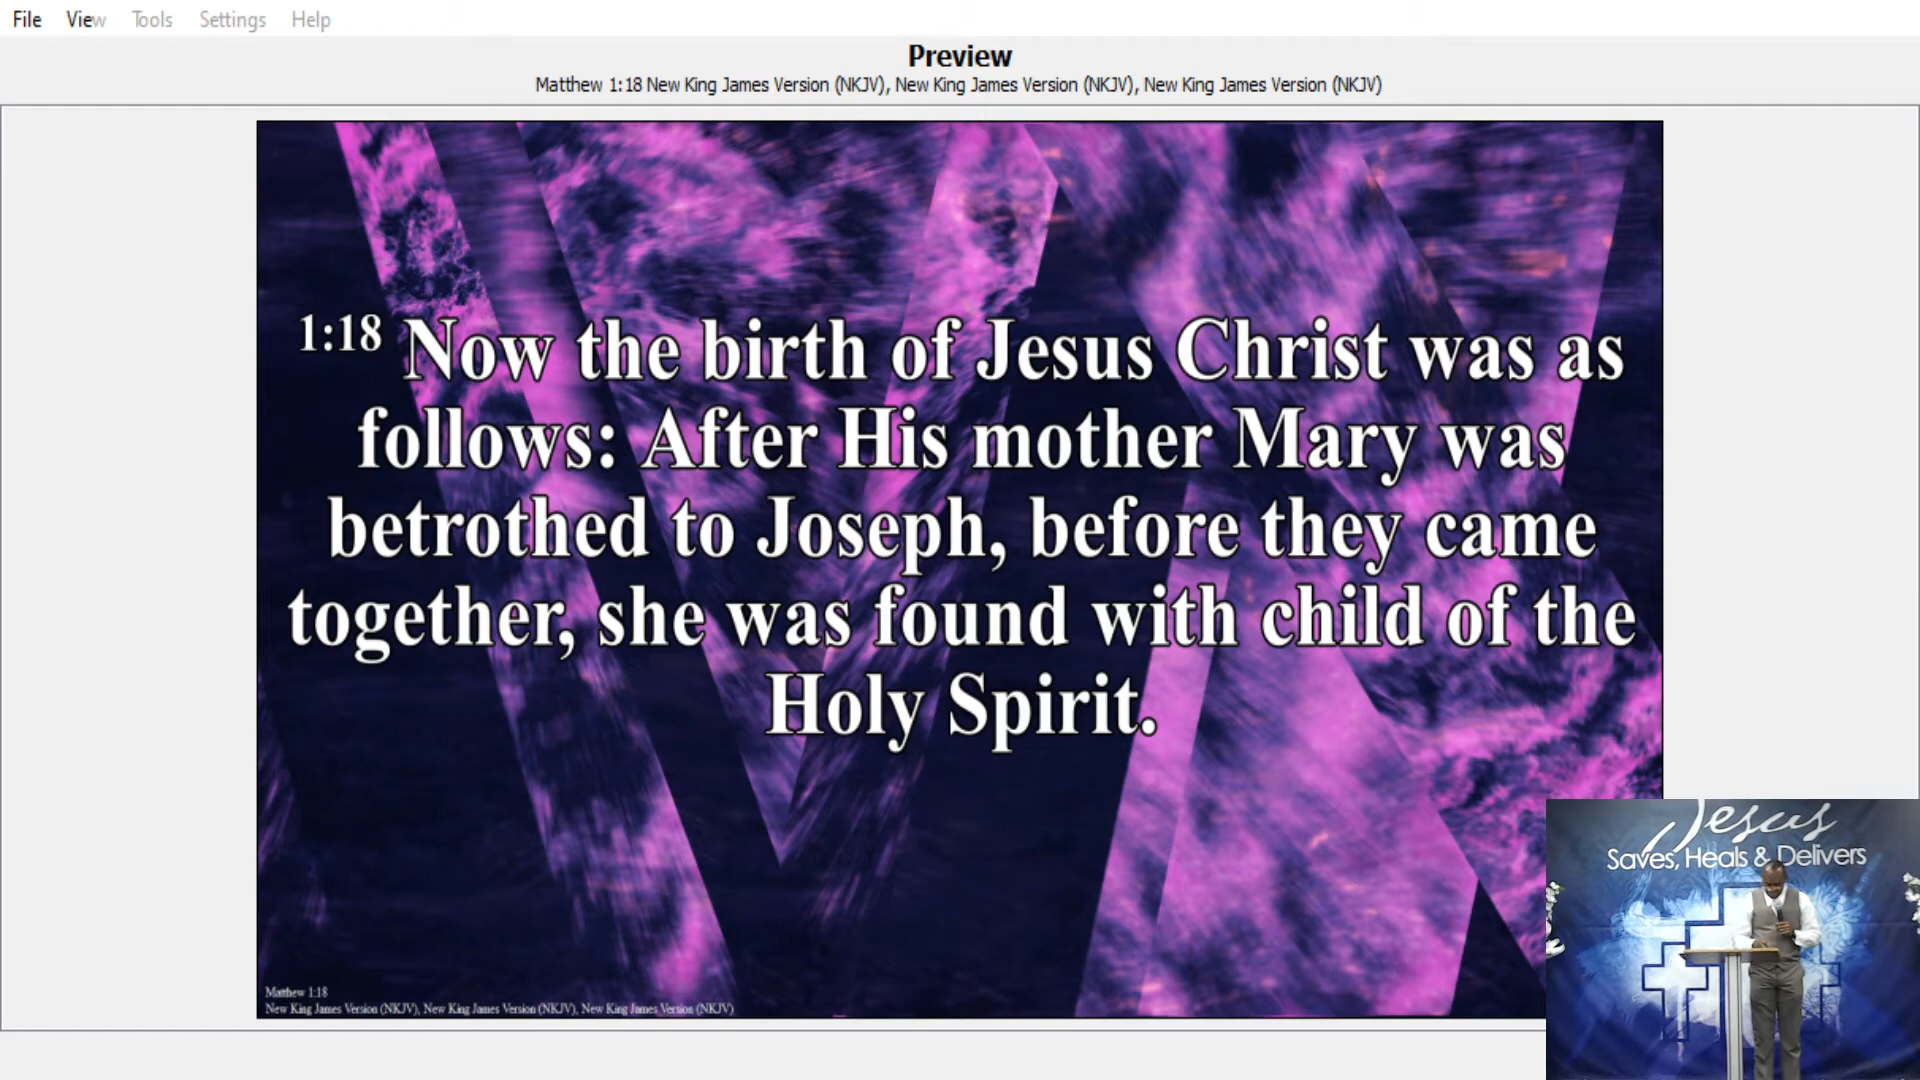 File View Tools Settings Help
Preview
Matthew 1:18 New King James Version (NKJV), New King James Version (NKJV), New King James Version (NKJV)
1:18 Now the birth of Jesus Christ was as
follows: After His mother Mary was
betrothed to Joseph, before they came
together, she was found with child of the
Holy Spirit.
Matthew 1:18
New King James Version (NKJV), New King James Version (NKJV), New King James Version (NKJV)
Jesus
Saves, Heals & Delivers